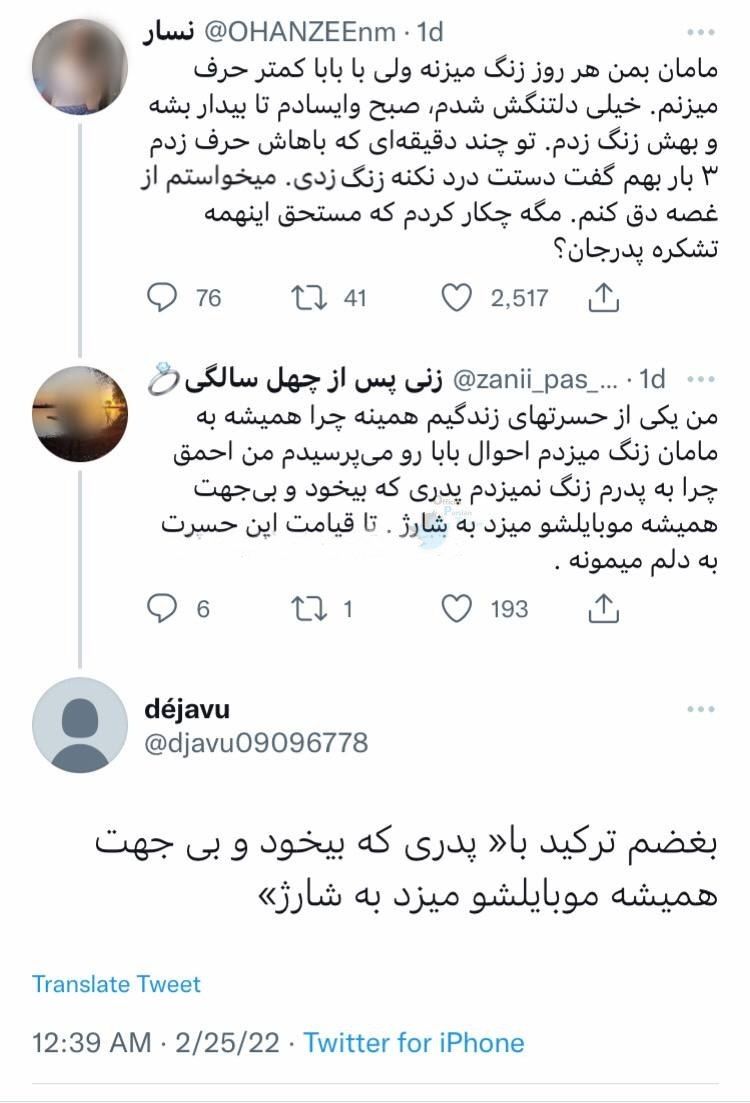 نسار @OHANZEEnm · 1d
مامان بمن هر روز زنگ میزنه ولی با بابا کمتر حرف
میزنم. خیلی دلتنگش شدم، صبح وایسادم تا بیدار بشه
و بهش زنگ زدم. تو چند دقیقه‌ای که باهاش حرف زدم
۳ بار بهم گفت دستت درد نکنه زنگ زدی. میخواستم از
غصه دق کنم. مگه چکار کردم که مستحق اینهمه
تشکره پدرجان؟
76 41 2,517
زنی پس از چهل سالگی💍 @zanii_pas_... · 1d
من یکی از حسرتهای زندگیم همینه چرا همیشه به
مامان زنگ میزدم احوال بابا رو می‌پرسیدم من احمق
چرا به پدرم زنگ نمیزدم پدری که بیخود و بی‌جهت
همیشه موبایلشو میزد به شارژ . تا قیامت این حسرت
به دلم میمونه .
Persian
6 1 193
déjavu
@djavu09096778
بغضم ترکید با« پدری که بیخود و بی جهت
همیشه موبایلشو میزد به شارژ»
Translate Tweet
12:39 AM · 2/25/22 · Twitter for iPhone